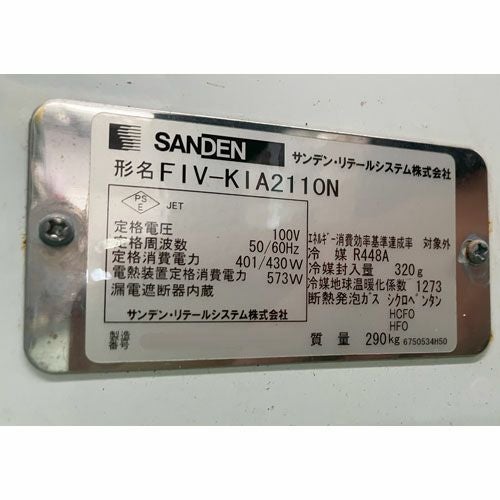 SANDEN
サンデン・リテールシステム株式会社
形名 FIV-KIA2110N
PS
E
JET
定格電圧 100V
定格周波数 50/60Hz
定格消費電力 401/430W
電熱装置定格消費電力 573W
漏電遮断器内蔵
サンデン・リテールシステム株式会社
製造
番号
エネルギー消費効率基準達成率 対象外
冷媒 R448A
冷媒封入量 320g
冷媒地球温暖化係数 1273
断熱発泡ガス シクロペンタン
HCFO
HFO
質量 290kg 6750534H50